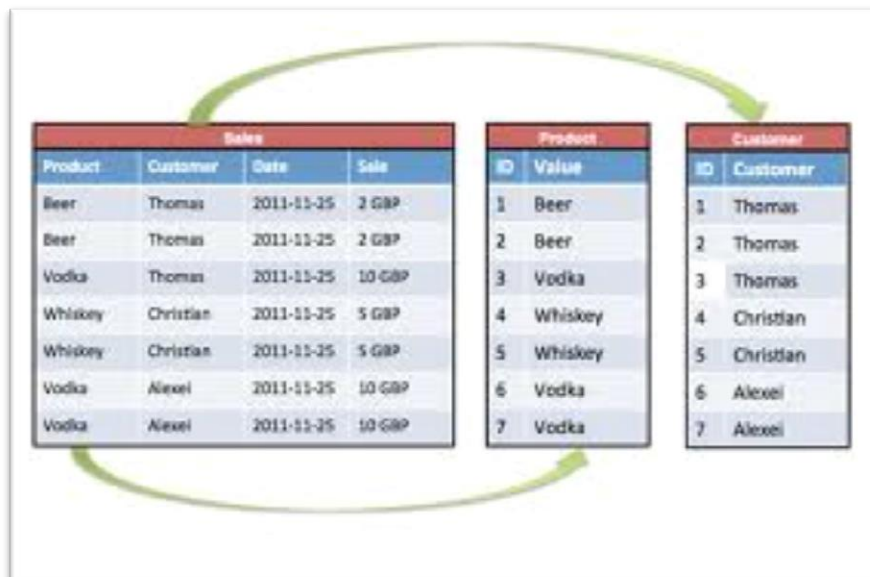 Sales
Product Customer Date Sale
Beer Thomas 2011-11-25 2 GBP
Beer Thomas 2011-11-25 2 GBP
Vodka Thomas 2011-11-25 10 GBP
Whiskey Christian 2011-11-25 5 GBP
Whiskey Christian 2011-11-25 5 GBP
Vodka Alexei 2011-11-25 10 GBP
Vodka Alexei 2011-11-25 10 GBP
Product
ID Value
1 Beer
2 Beer
3 Vodka
4 Whiskey
5 Whiskey
6 Vodka
7 Vodka
Customer
ID Customer
1 Thomas
2 Thomas
3 Thomas
4 Christian
5 Christian
6 Alexei
7 Alexei